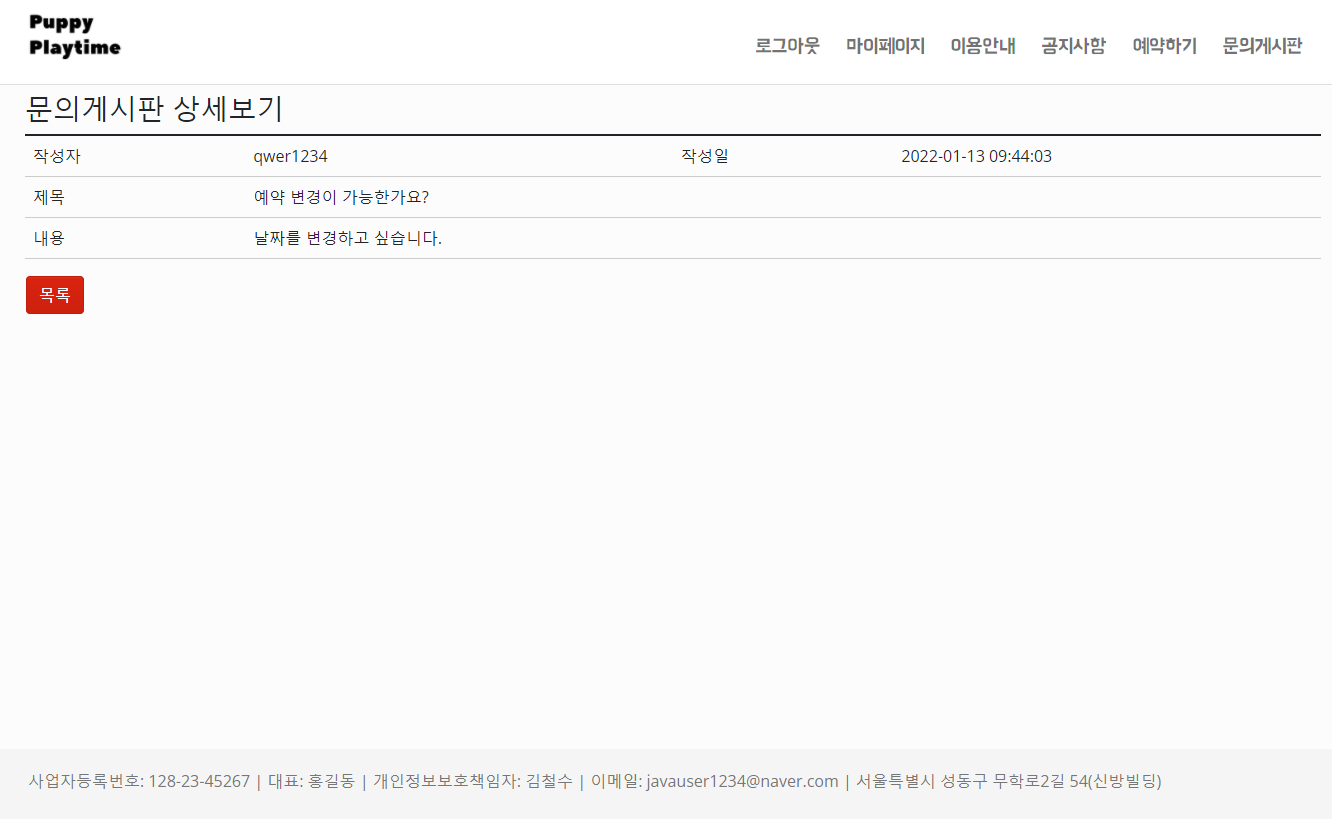 Puppy
Playtime
로그아웃 마이페이지 이용안내 공지사항 예약하기 문의게시판
문의게시판 상세보기
작성자 qwer1234 작성일 2022-01-13 09:44:03
제목 예약 변경이 가능한가요?
내용 날짜를 변경하고 싶습니다.
목록
사업자등록번호: 128-23-45267 | 대표: 홍길동 | 개인정보보호책임자: 김철수 | 이메일: javauser1234@naver.com | 서울특별시 성동구 무학로2길 54(신방빌딩)